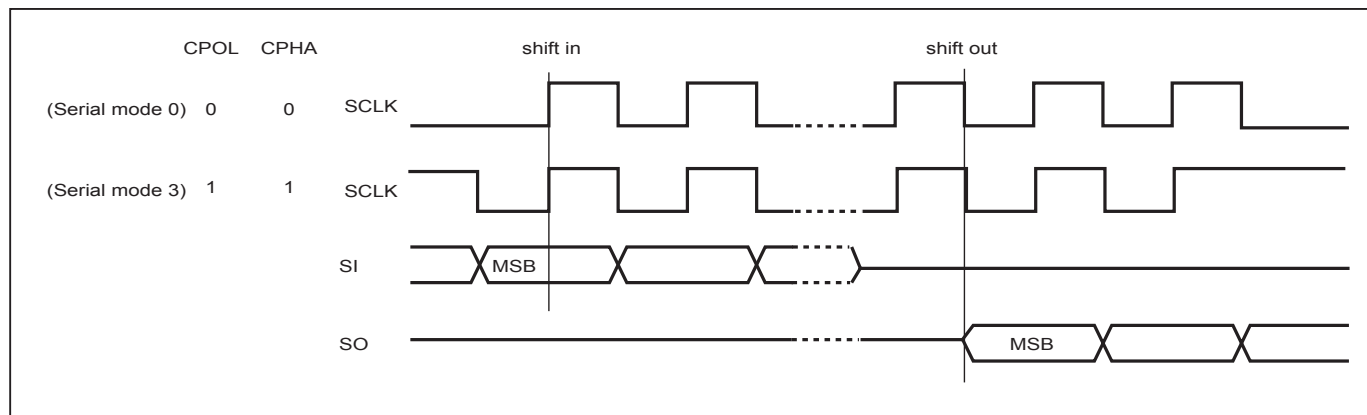 CPOL CPHA shift in shift out
(Serial mode 0) 0 0 SCLK
(Serial mode 3) 1 1 SCLK
SI MSB
SO MSB